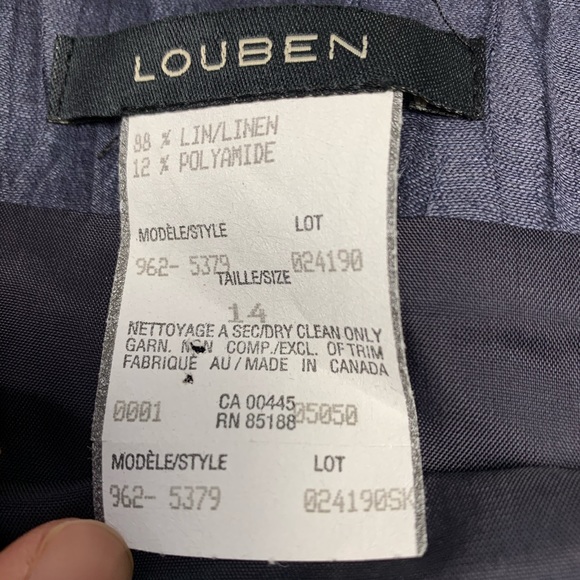 LOUBEN
88 % LIN/LINEN
12 % POLYAMIDE
MODÈLE/STYLE LOT
962- 5379 024190
TAILLE/SIZE
14
NETTOYAGE A SEC/DRY CLEAN ONLY
GARN. NON COMP./EXCL. OF TRIM
FABRIQUÉ AU/MADE IN CANADA
0001 CA 00445 05050
RN 85188
MODÈLE/STYLE LOT
962- 5379 024190SK